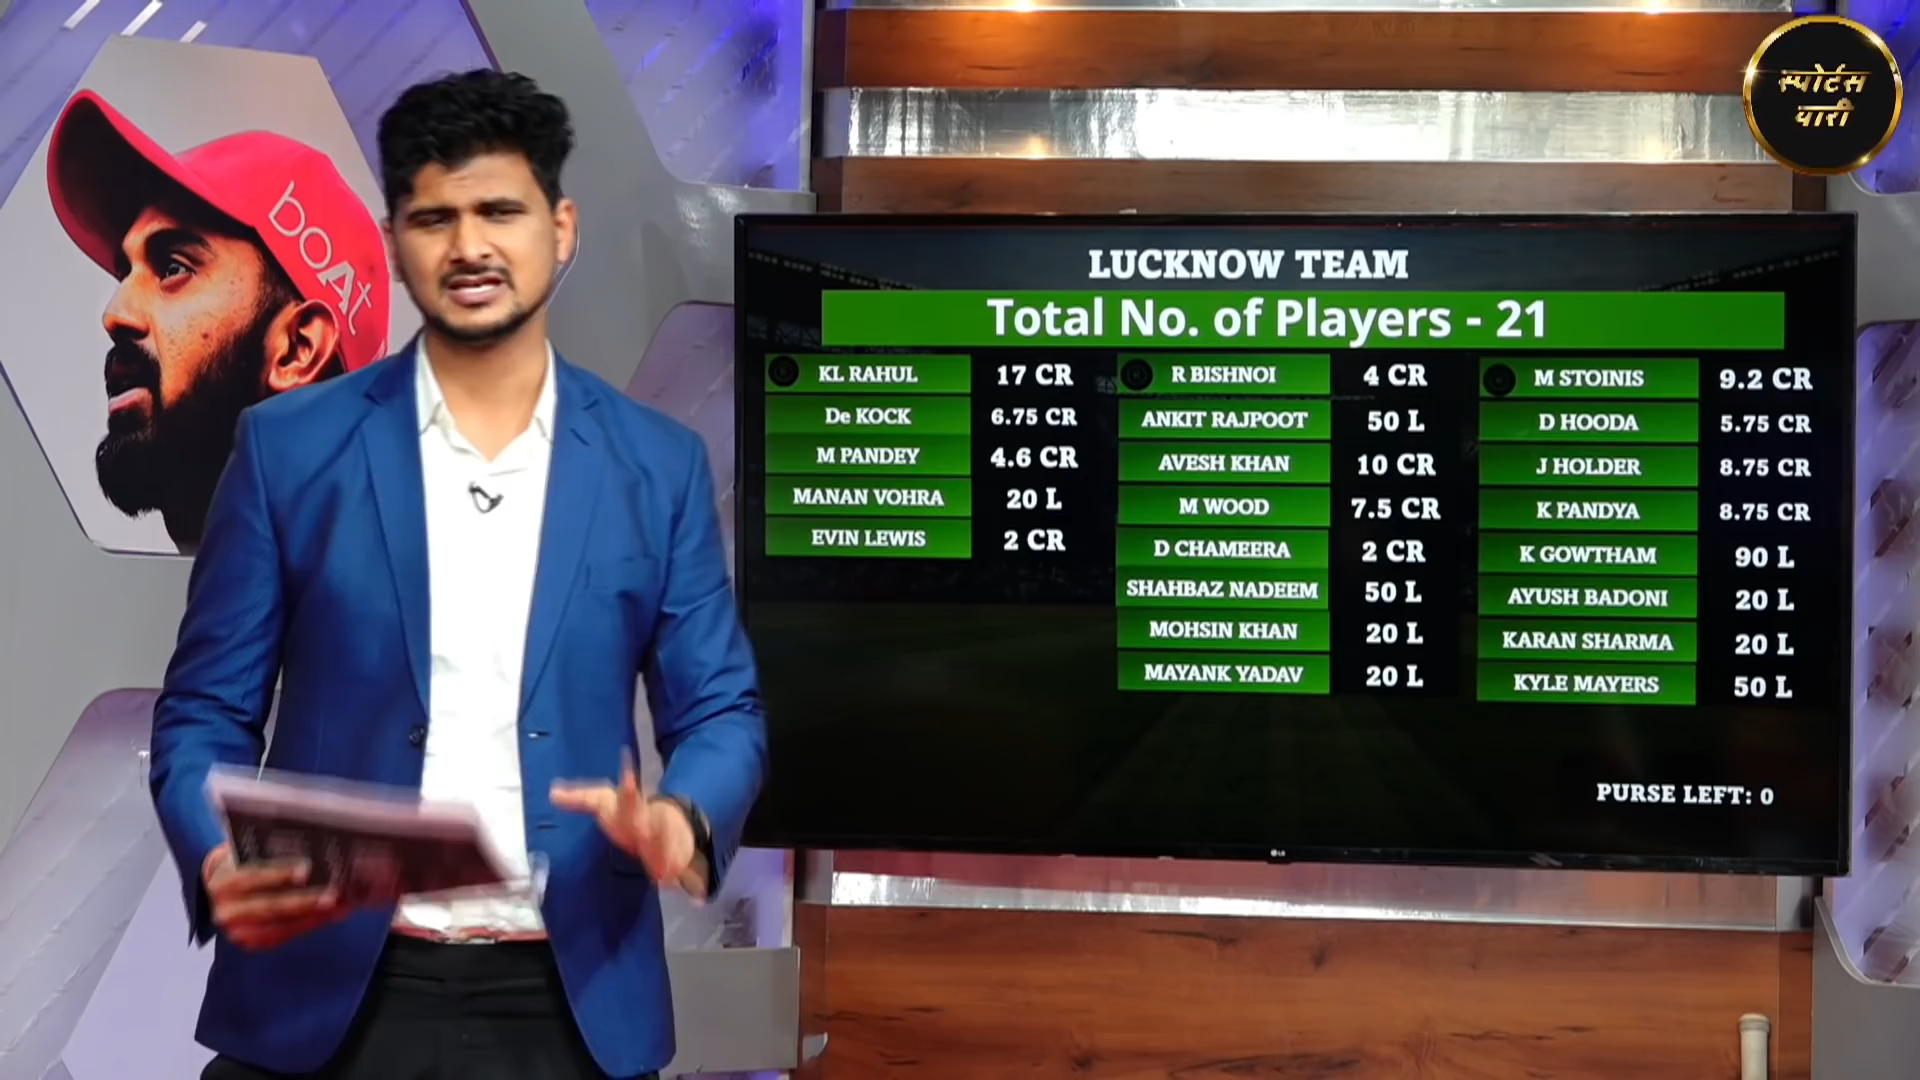 स्पोर्टस
वारी
boAt
LUCKNOW TEAM
Total No. of Players - 21
KL RAHUL 17 CR
De KOCK 6.75 CR
M PANDEY 4.6 CR
MANAN VOHRA 20 L
EVIN LEWIS 2 CR
R BISHNOI 4 CR
ANKIT RAJPOOT 50 L
AVESH KHAN 10 CR
M WOOD 7.5 CR
D CHAMEERA 2 CR
SHAHBAZ NADEEM 50 L
MOHSIN KHAN 20 L
MAYANK YADAV 20 L
M STOINIS 9.2 CR
D HOODA 5.75 CR
J HOLDER 8.75 CR
K PANDYA 8.75 CR
K GOWTHAM 90 L
AYUSH BADONI 20 L
KARAN SHARMA 20 L
KYLE MAYERS 50 L
PURSE LEFT: 0
LG